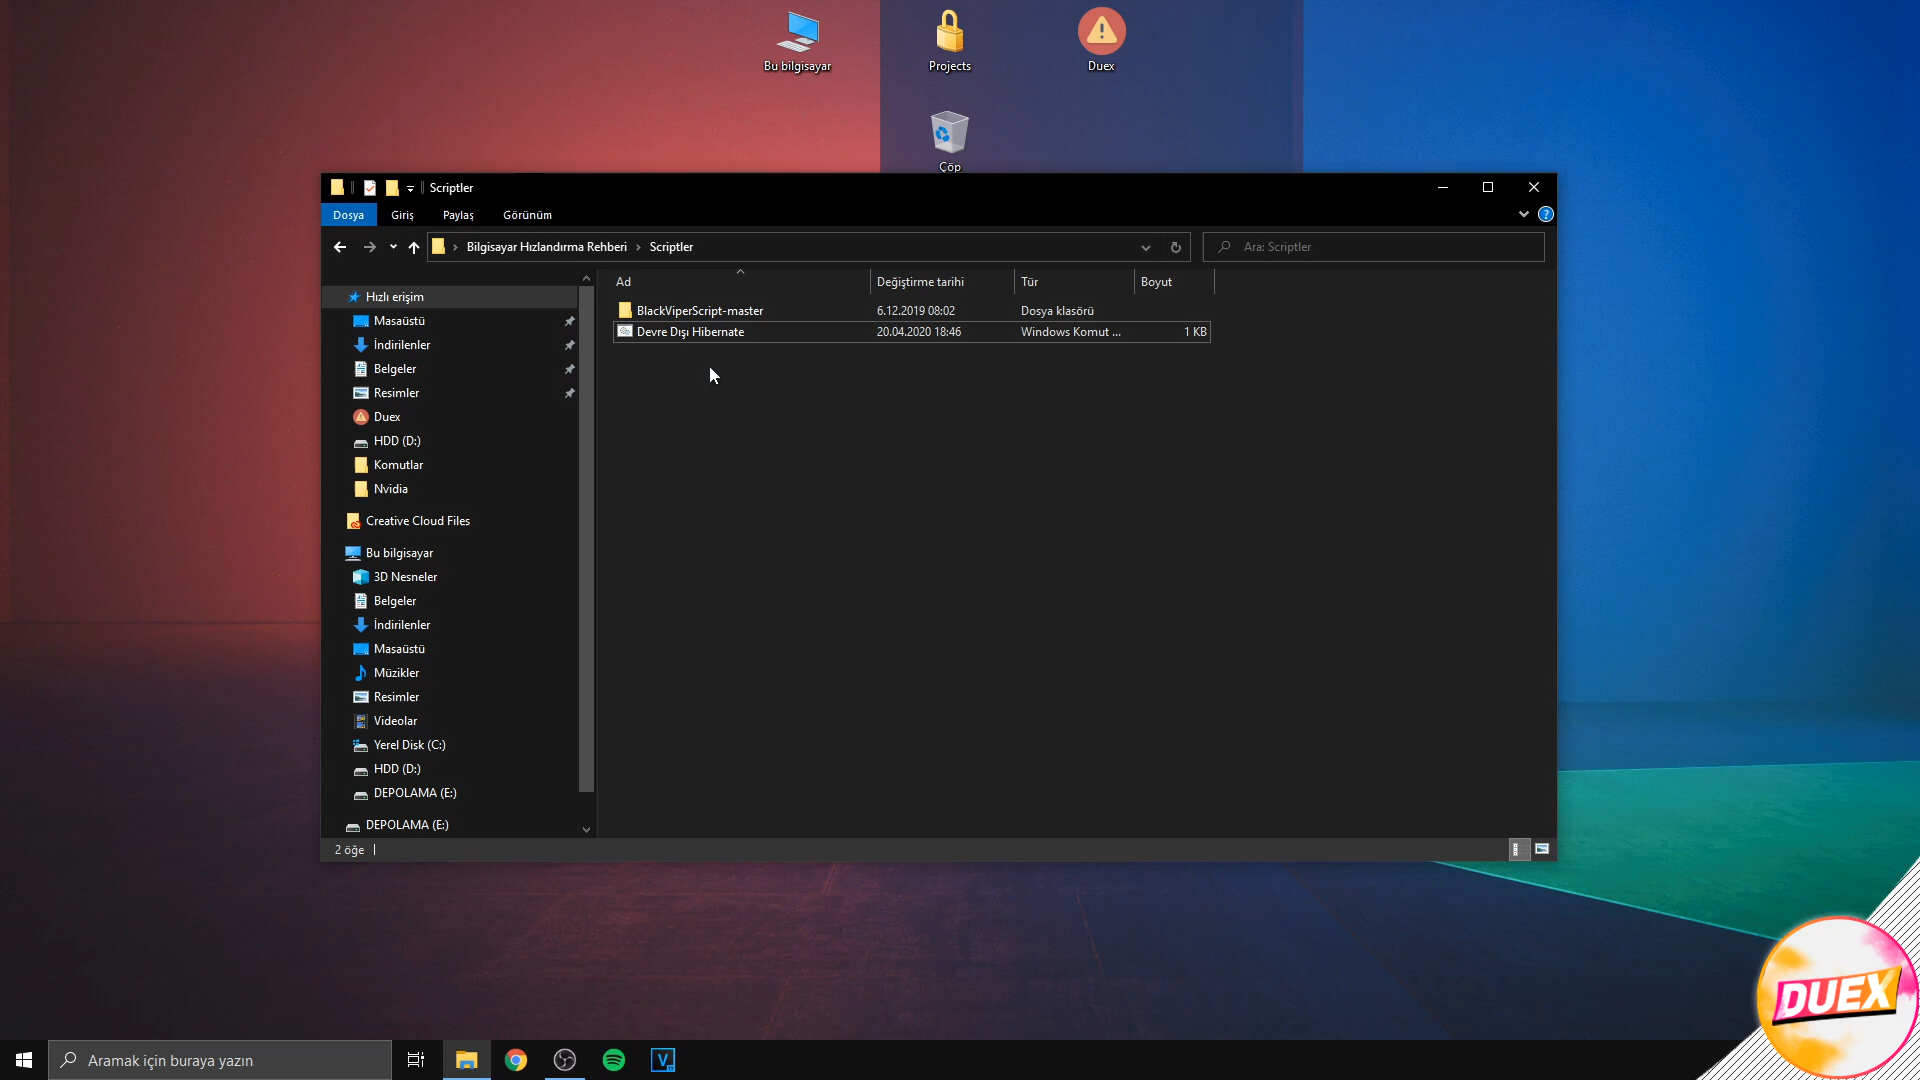 Bu bilgisayar
Projects
Duex
Çöp
Scriptler
Dosya Giriş Paylaş Görünüm
Bilgisayar Hızlandırma Rehberi Scriptler
Ara: Scriptler
Ad Değiştirme tarihi Tür Boyut
BlackViperScript-master 6.12.2019 08:02 Dosya klasörü
Devre Dışı Hibernate 20.04.2020 18:46 Windows Komut ... 1 KB
Hızlı erişim
Masaüstü
İndirilenler
Belgeler
Resimler
Duex
HDD (D:)
Komutlar
Nvidia
Creative Cloud Files
Bu bilgisayar
3D Nesneler
Belgeler
İndirilenler
Masaüstü
Müzikler
Resimler
Videolar
Yerel Disk (C:)
HDD (D:)
DEPOLAMA (E:)
DEPOLAMA (E:)
2 öğe
DUEX
Aramak için buraya yazın
V